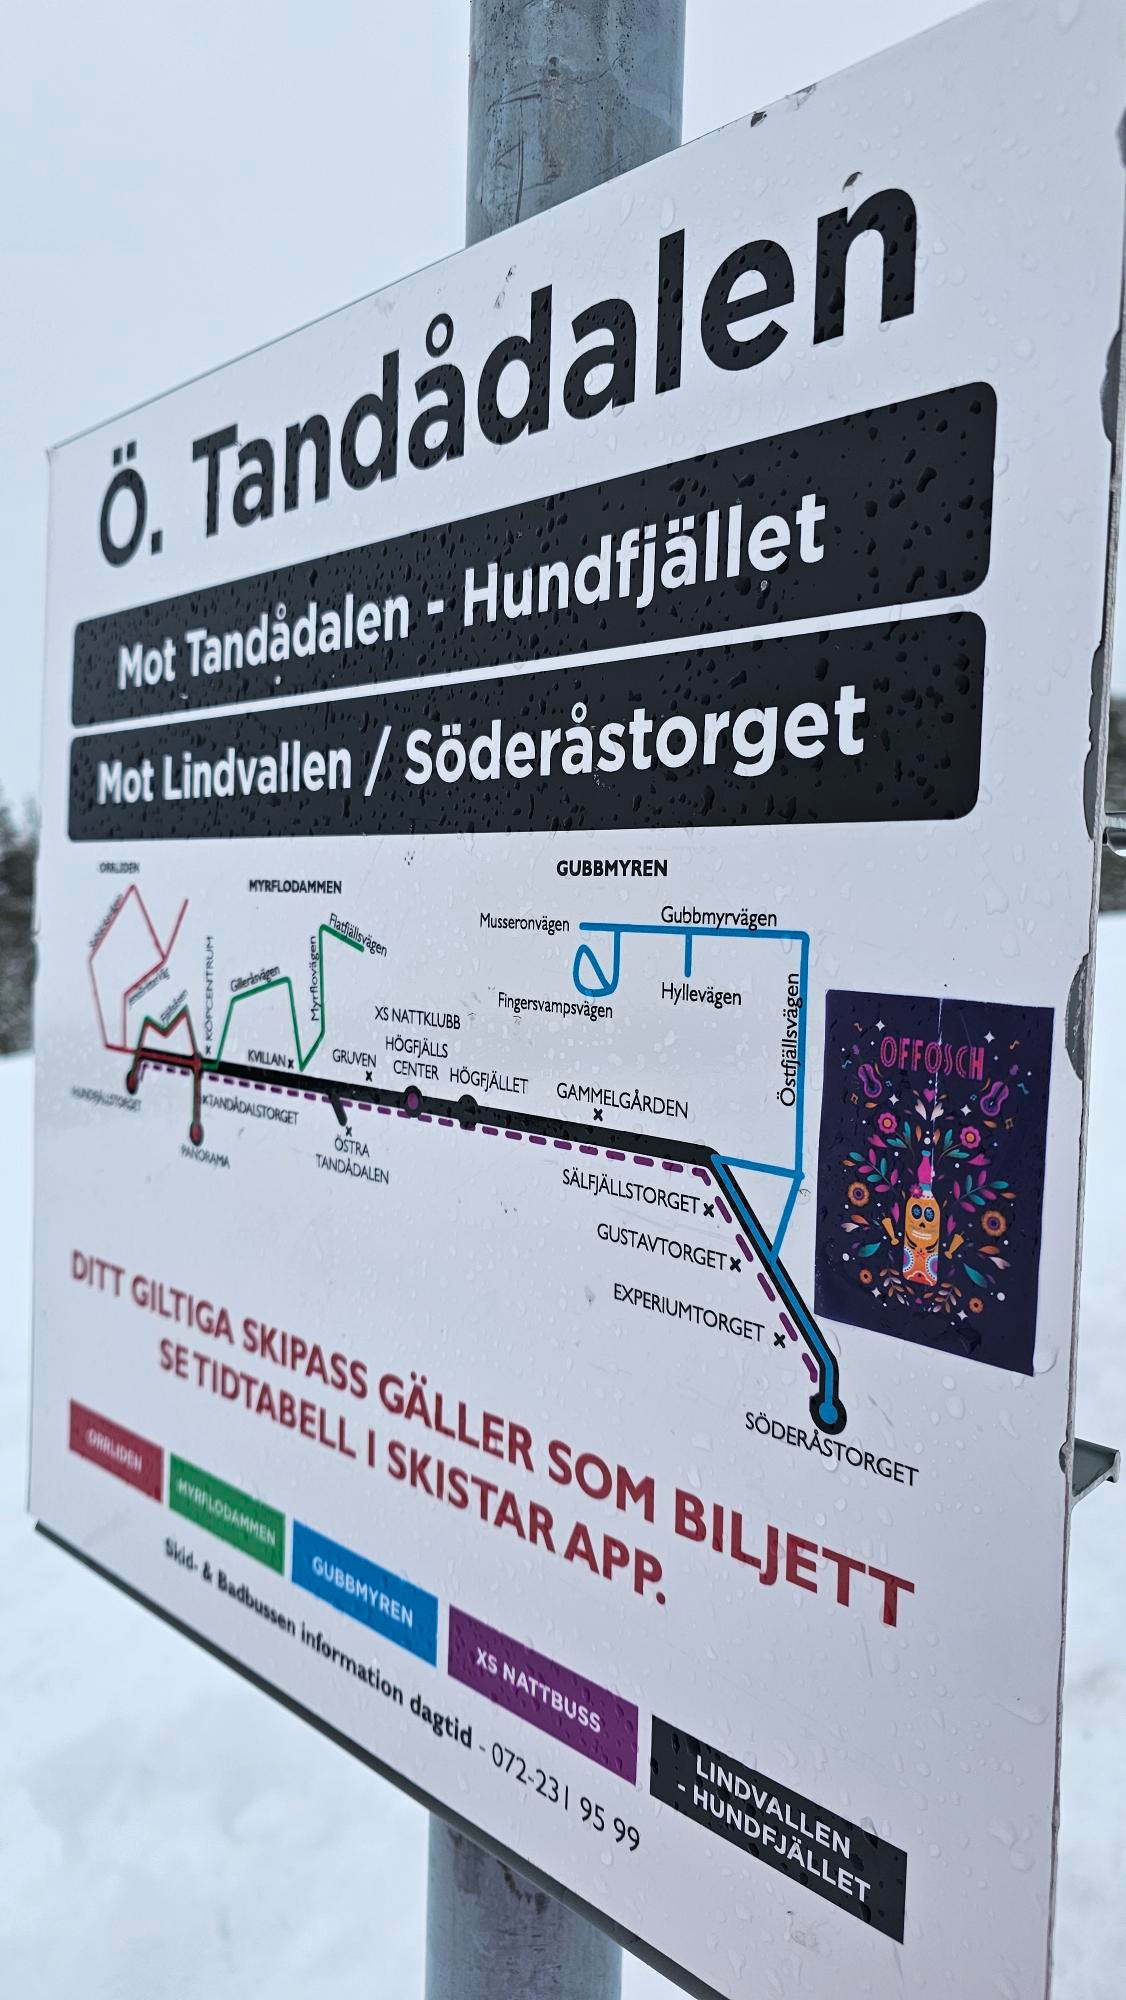 Ö. Tandådalen
Mot Tandådalen - Hundfjället
Mot Lindvallen / Söderåstorget
ORRLIDEN
MYRFLODAMMEN
GUBBMYREN
Flatfjällsvägen
Musseronvägen
Gubbmyrvägen
Gilleråsvägen
Myrflovägen
KÖPCENTRUM
Fingersvampsvägen
Hyllevägen
Östfjällsvägen
OFFOSCH
XS NATTKLUBB
HÖGFJÄLLS
CENTER
HÖGFJÄLLET
KVILLAN
GRUVEN
GAMMELGÅRDEN
HUNDFJÄLLSTORGET
TANDÅDALSTORGET
PANORAMA
ÖSTRA
TANDÅDALEN
SÄLFJÄLLSTORGET
GUSTAVTORGET
EXPERIUMTORGET
SÖDERÅSTORGET
DITT GILTIGA SKIPASS GÄLLER SOM BILJETT
SE TIDTABELL I SKISTAR APP.
ORRLIDEN
MYRFLODAMMEN
GUBBMYREN
XS NATTBUSS
LINDVALLEN
- HUNDFJÄLLET
Skid- & Badbussen information dagtid - 072-231 95 99